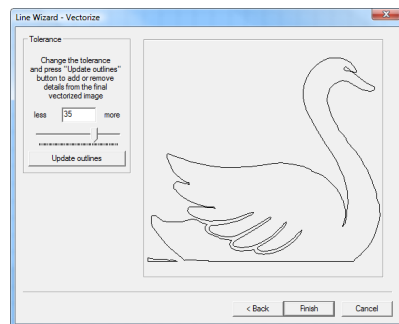 Line Wizard - Vectorize
Tolerance
Change the tolerance
and press "Update outlines"
button to add or remove
details from the final
vectorized image
less 35 more
Update outlines
< Back Finish Cancel